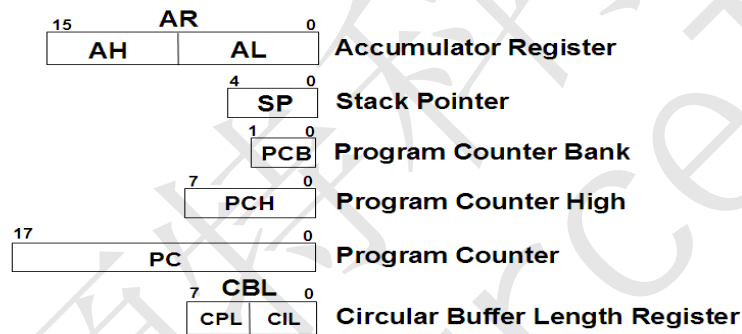 AR
15 0
AH AL Accumulator Register
4 0
SP Stack Pointer
1 0
PCB Program Counter Bank
7 0
PCH Program Counter High
17 0
PC Program Counter
CBL
7 0
CPL CIL Circular Buffer Length Register